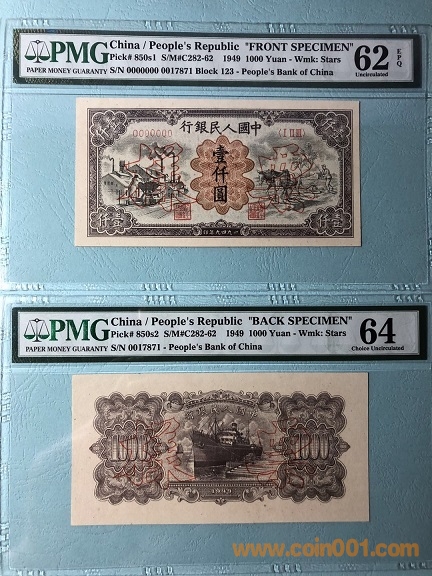 PMG
PAPER MONEY GUARANTY
China / People's Republic "FRONT SPECIMEN"
Pick# 850s1 S/M#C282-62 1949 1000 Yuan - Wmk: Stars
S/N 0000000 0017871 Block 123 - People's Bank of China
62
EPQ
Uncirculated
中國人民銀行
0000000
(ⅠⅡⅢ)
壹仟圓
PMG
PAPER MONEY GUARANTY
China / People's Republic "BACK SPECIMEN"
Pick# 850s2 S/M#C282-62 1949 1000 Yuan - Wmk: Stars
S/N 0017871 - People's Bank of China
64
Choice Uncirculated
1000
1000
1949
www.coin001.com